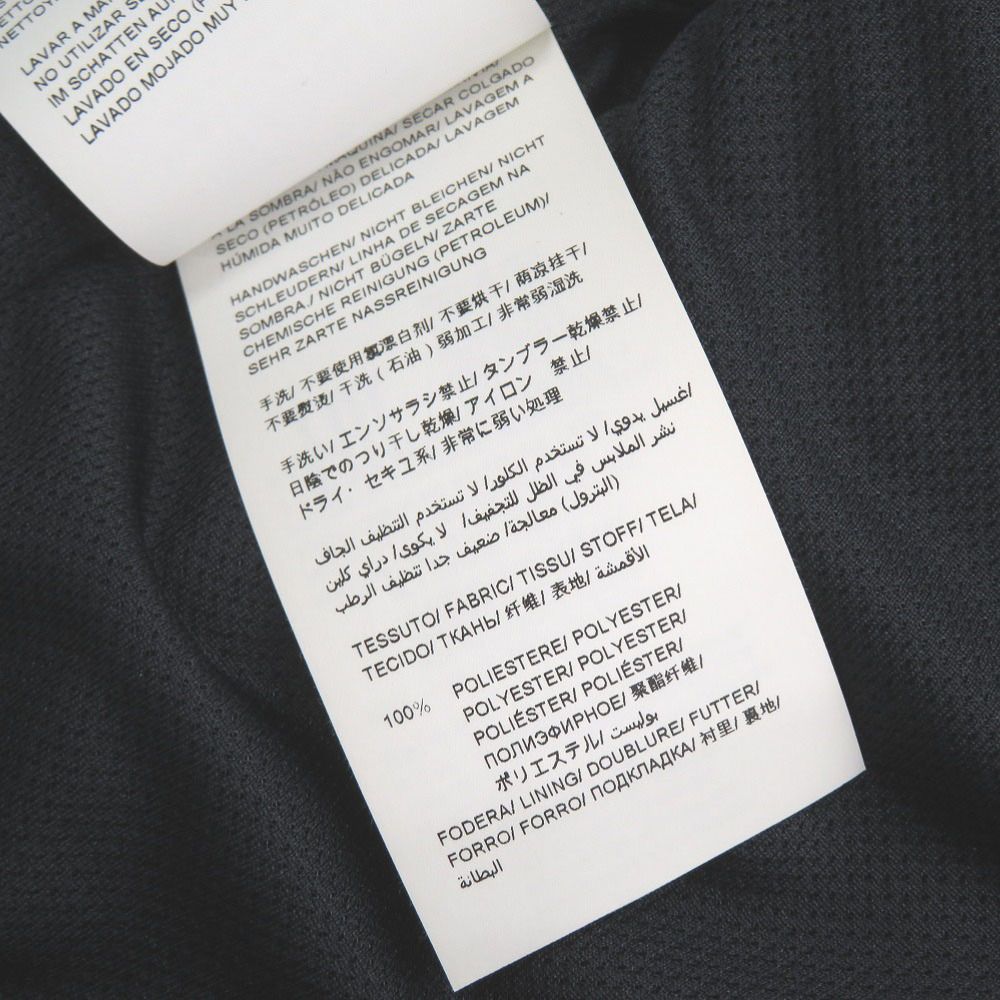 LAVAR A MA
NO UTILIZAR SE
IM SCHATTEN AU
LAVADO EN SECO (P
LAVADO MOJADO MUY
SECAR COLGADO
A LA SOMBRA/ NÃO ENGOMAR/ LAVAGEM A
SECO (PETRÓLEO) DELICADA/ LAVAGEM
HÚMIDA MUITO DELICADA
HANDWASCHEN/ NICHT BLEICHEN/ NICHT
SCHLEUDERN/ LINHA DE SECAGEM NA
SOMBRA./ NICHT BÜGELN/ ZARTE
CHEMISCHE REINIGUNG (PETROLEUM)/
SEHR ZARTE NASSREINIGUNG
手洗/ 不要使用氯漂白剂/ 不要烘干/ 荫凉挂干/
不要熨烫/ 干洗（石油）弱加工/ 非常弱湿洗
手洗い/ エンソサラシ禁止/ タンブラー乾燥禁止/
日陰でのつり干し乾燥/ アイロン 禁止/
ドライ・セキユ系/ 非常に弱い処理
غسيل يدوي/ لا تستخدم الكلور/ لا تستخدم التنظيف الجاف/
نشر الملابس في الظل للتجفيف/ لا يكوى/ دراي كلين
(البترول) معالجة/ ضعيف جدا تنظيف الرطب
TESSUTO/ FABRIC/ TISSU/ STOFF/ TELA/
TECIDO/ ТКАНЬ/ 纤维/ 表地/ الأقمشة
100% POLIESTERE/ POLYESTER/
POLYESTER/ POLYESTER/
POLIÉSTER/ POLIÉSTER/
ПОЛИЭФИРНОЕ/ 聚酯纤维/
ポリエステル/ بوليست
FODERA/ LINING/ DOUBLURE/ FUTTER/
FORRO/ FORRO/ ПОДКЛАДКА/ 衬里/ 裏地/
البطانة